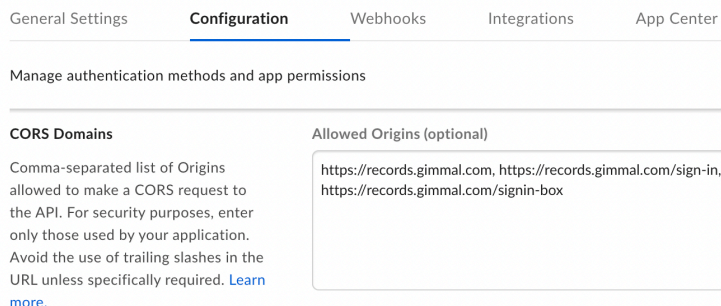 General Settings Configuration Webhooks Integrations App Center
Manage authentication methods and app permissions
CORS Domains
Comma-separated list of Origins
allowed to make a CORS request to
the API. For security purposes, enter
only those used by your application.
Avoid the use of trailing slashes in the
URL unless specifically required. Learn
more.
Allowed Origins (optional)
https://records.gimmal.com, https://records.gimmal.com/sign-in,
https://records.gimmal.com/signin-box